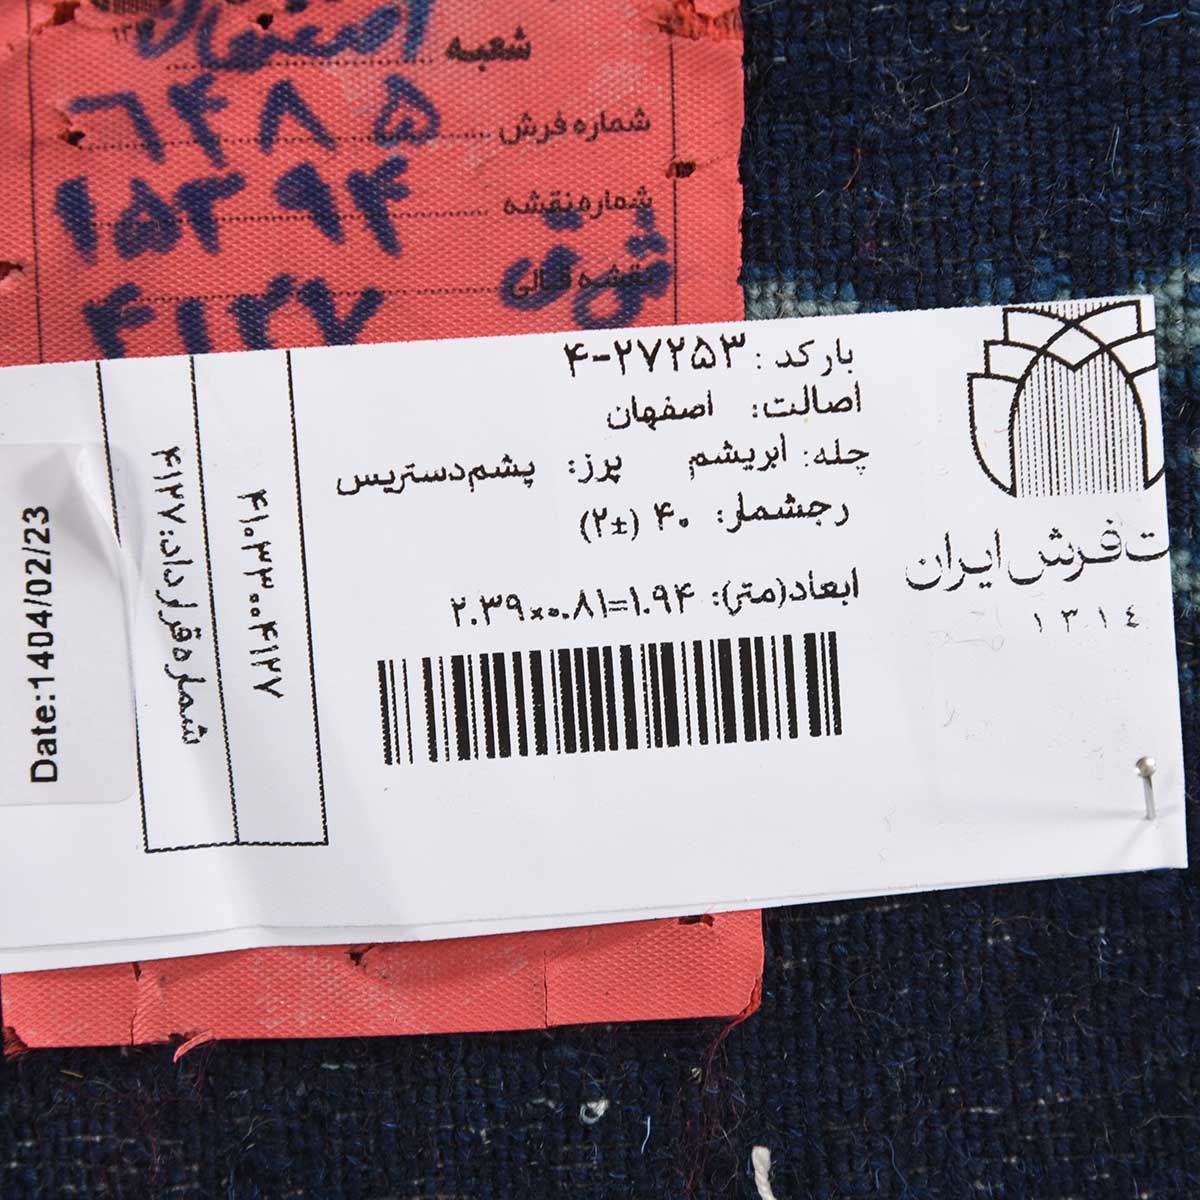 شعبه اصفهان
شماره فرش ۶۴۸۵
شماره نقشه ۱۵۲۹۴
نقشه قالی
۴۱۲۷
بارکد : ۴-۲۷۲۵۳
اصالت: اصفهان
چله: ابریشم پرز: پشم‌دستریس
رجشمار: ۴۰ (±۲)
ابعاد(متر): ۲.۳۹×۰.۸۱=۱.۹۴
ت فرش ایران
۱۳۱٤
۴۱۰۳۳۰۰۴۱۲۷
شماره قرارداد: ۴۱۲۷
Date:1404/02/23